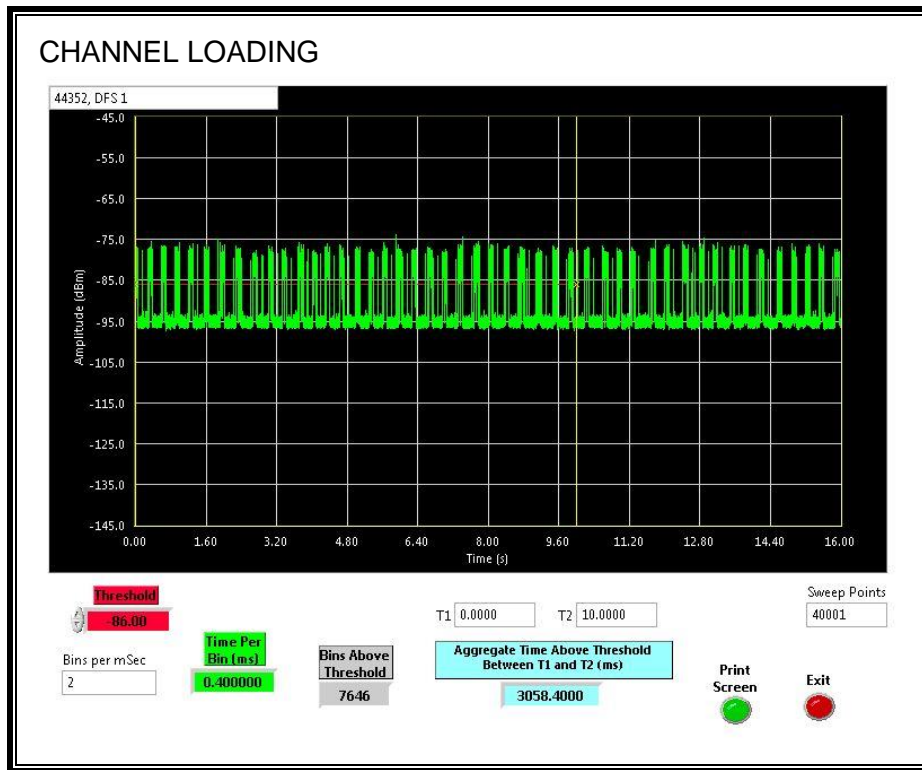 CHANNEL LOADING
44352, DFS 1
Amplitude (dBm)
-45.0
-55.0
-65.0
-75.0
-85.0
-95.0
-105.0
-115.0
-125.0
-135.0
-145.0
0.00 1.60 3.20 4.80 6.40 8.00 9.60 11.20 12.80 14.40 16.00
Time (s)
Threshold
-86.00
T1 0.0000 T2 10.0000
Sweep Points
40001
Bins per mSec
2
Time Per
Bin (ms)
0.400000
Bins Above
Threshold
7646
Aggregate Time Above Threshold
Between T1 and T2 (ms)
3058.4000
Print
Screen
Exit